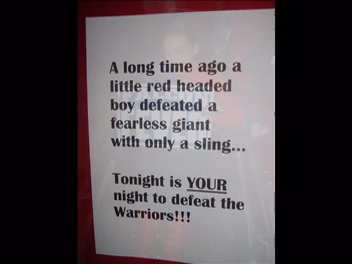 A long time ago a
little red headed
boy defeated a
fearless giant
with only a sling...
Tonight is YOUR
night to defeat the
Warriors!!!